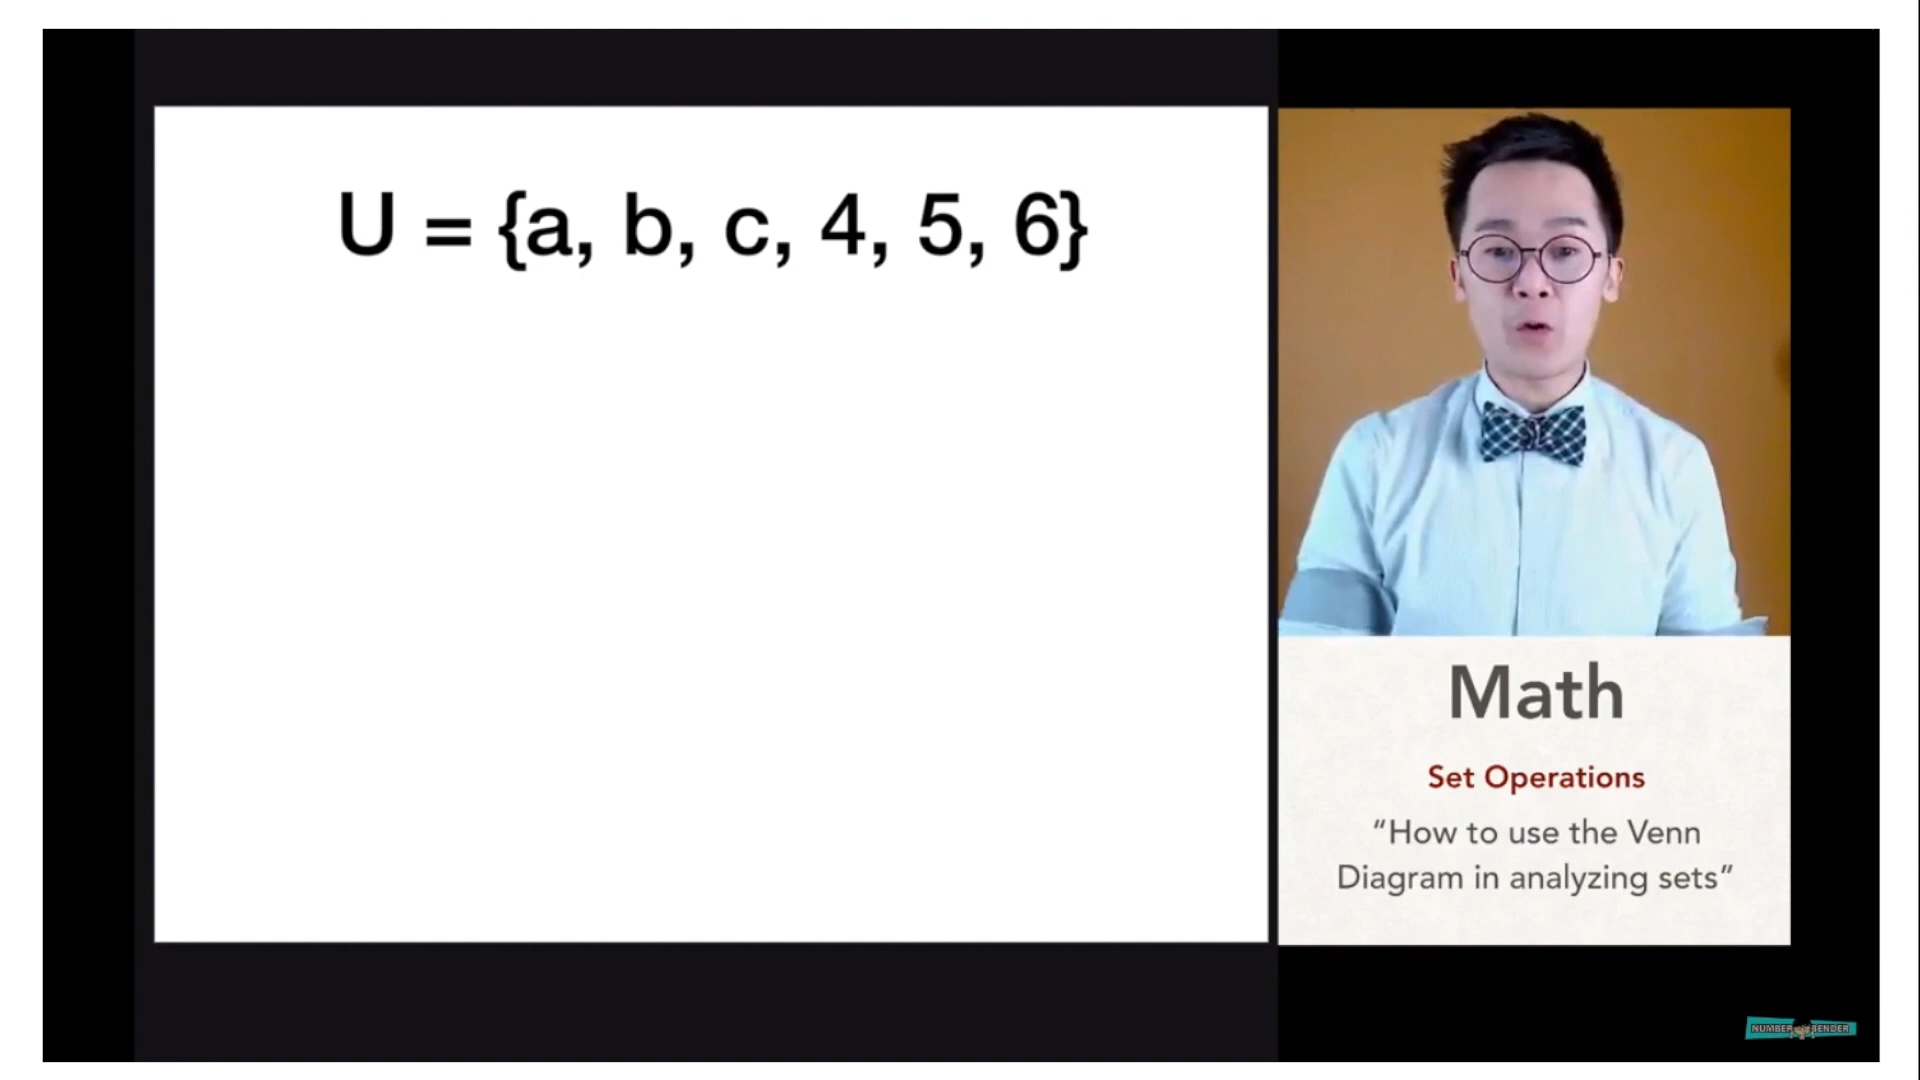 U = {a, b, c, 4, 5, 6}
Math
Set Operations
“How to use the Venn
Diagram in analyzing sets”
NUMBER BENDER